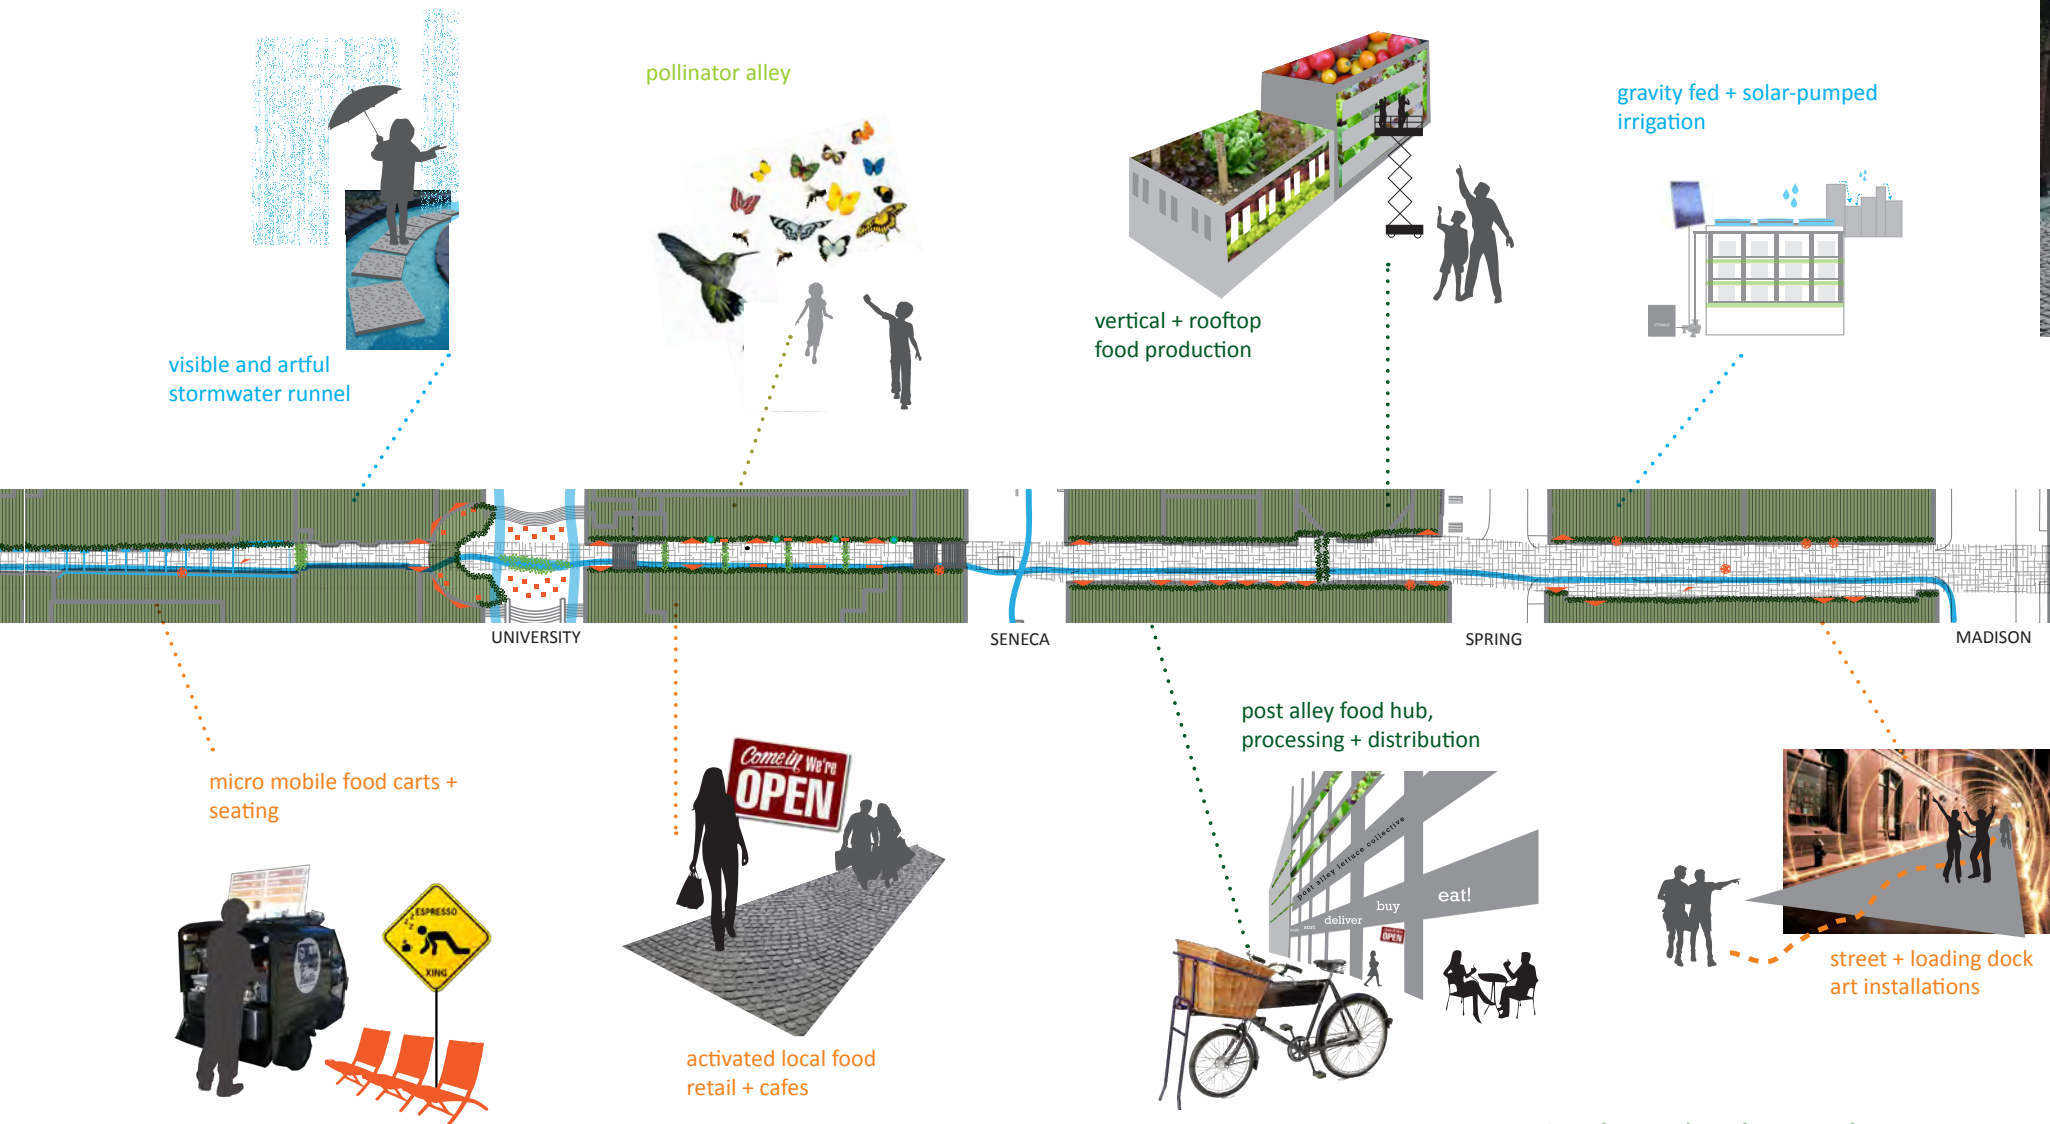 pollinator alley
gravity fed + solar-pumped
irrigation
vertical + rooftop
food production
visible and artful
stormwater runnel
UNIVERSITY
SENECA
SPRING
MADISON
micro mobile food carts +
seating
post alley food hub,
processing + distribution
Come in We're
OPEN
post alley lettuce collective
eat!
buy
deliver
sort
OPEN
ESPRESSO
XING
street + loading dock
art installations
activated local food
retail + cafes